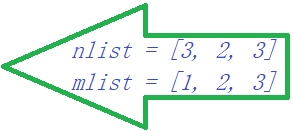 nlist = [3, 2, 3]
mlist = [1, 2, 3]